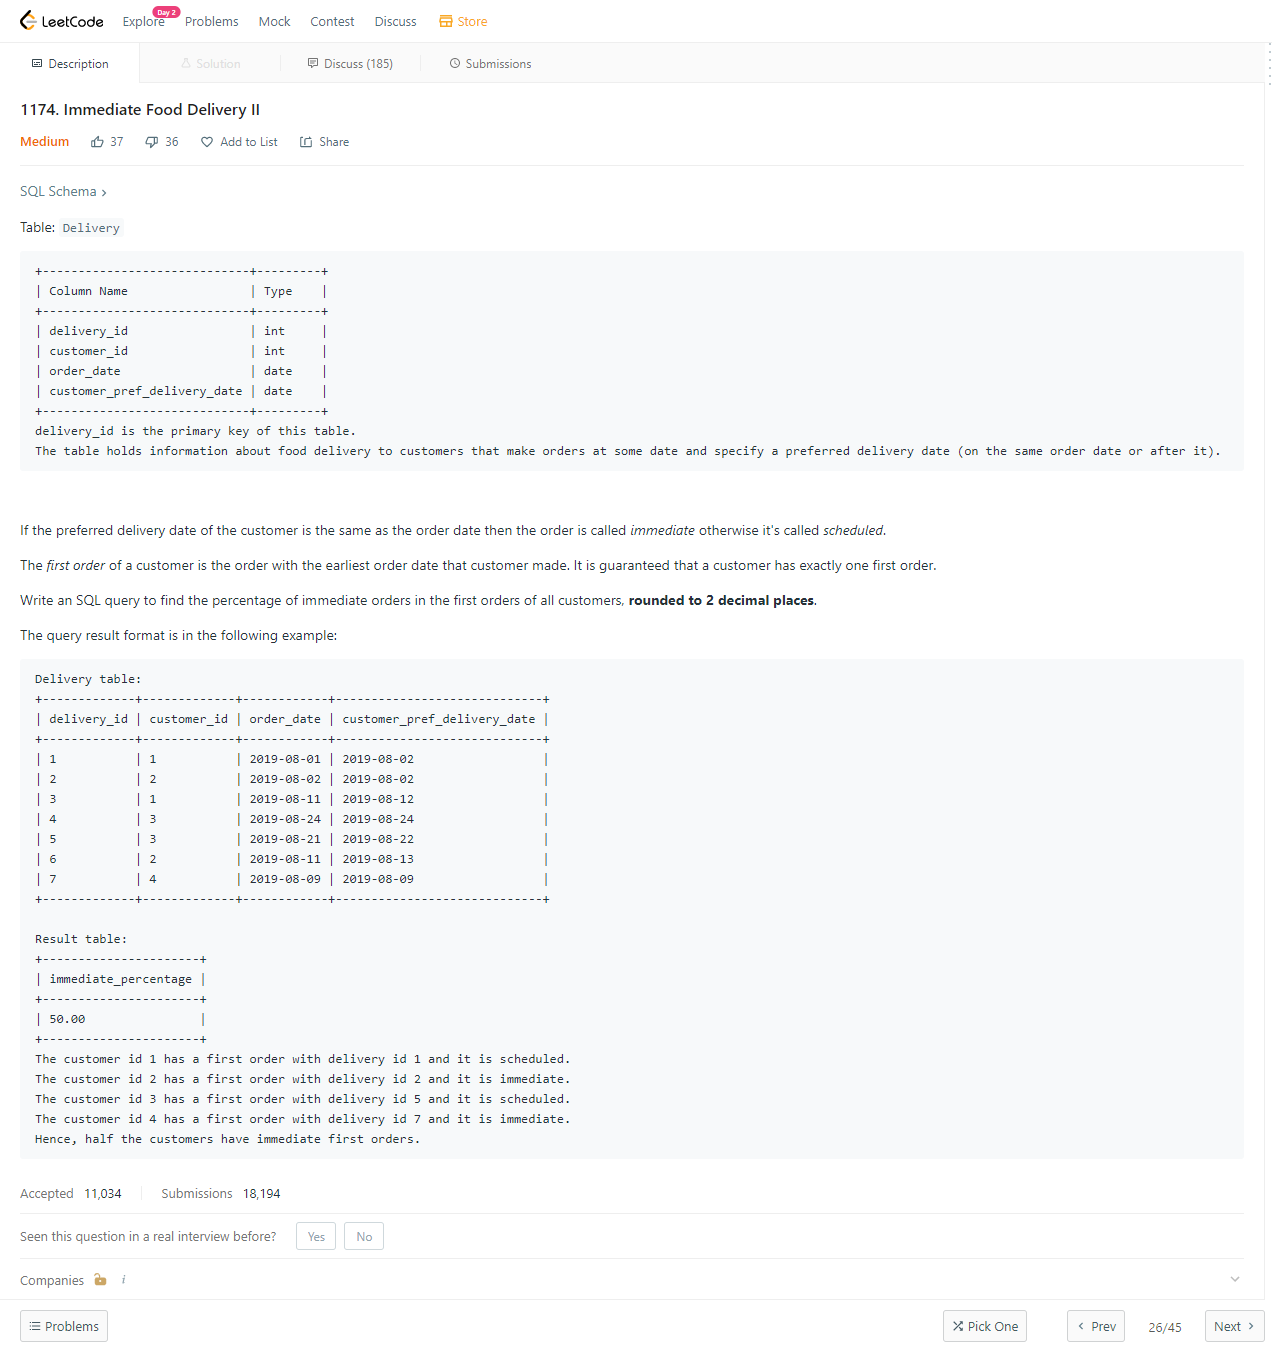 LeetCode Explore Day 2 Problems Mock Contest Discuss Store
Description Solution Discuss (185) Submissions
1174. Immediate Food Delivery II
Medium 37 36 Add to List Share
SQL Schema >
Table: Delivery
+-----------------------------+---------+
| Column Name                 | Type    |
+-----------------------------+---------+
| delivery_id                 | int     |
| customer_id                 | int     |
| order_date                  | date    |
| customer_pref_delivery_date | date    |
+-----------------------------+---------+
delivery_id is the primary key of this table.
The table holds information about food delivery to customers that make orders at some date and specify a preferred delivery date (on the same order date or after it).
If the preferred delivery date of the customer is the same as the order date then the order is called immediate otherwise it's called scheduled.
The first order of a customer is the order with the earliest order date that customer made. It is guaranteed that a customer has exactly one first order.
Write an SQL query to find the percentage of immediate orders in the first orders of all customers, rounded to 2 decimal places.
The query result format is in the following example:
Delivery table:
+-------------+-------------+------------+-----------------------------+
| delivery_id | customer_id | order_date | customer_pref_delivery_date |
+-------------+-------------+------------+-----------------------------+
| 1           | 1           | 2019-08-01 | 2019-08-02                  |
| 2           | 2           | 2019-08-02 | 2019-08-02                  |
| 3           | 1           | 2019-08-11 | 2019-08-12                  |
| 4           | 3           | 2019-08-24 | 2019-08-24                  |
| 5           | 3           | 2019-08-21 | 2019-08-22                  |
| 6           | 2           | 2019-08-11 | 2019-08-13                  |
| 7           | 4           | 2019-08-09 | 2019-08-09                  |
+-------------+-------------+------------+-----------------------------+
Result table:
+----------------------+
| immediate_percentage |
+----------------------+
| 50.00                |
+----------------------+
The customer id 1 has a first order with delivery id 1 and it is scheduled.
The customer id 2 has a first order with delivery id 2 and it is immediate.
The customer id 3 has a first order with delivery id 5 and it is scheduled.
The customer id 4 has a first order with delivery id 7 and it is immediate.
Hence, half the customers have immediate first orders.
Accepted 11,034 Submissions 18,194
Seen this question in a real interview before? Yes No
Companies i
Problems Pick One < Prev 26/45 Next >